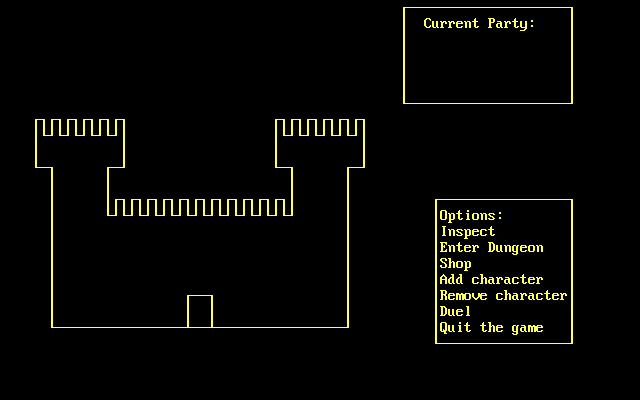 Current Party:
Options:
Inspect
Enter Dungeon
Shop
Add character
Remove character
Duel
Quit the game